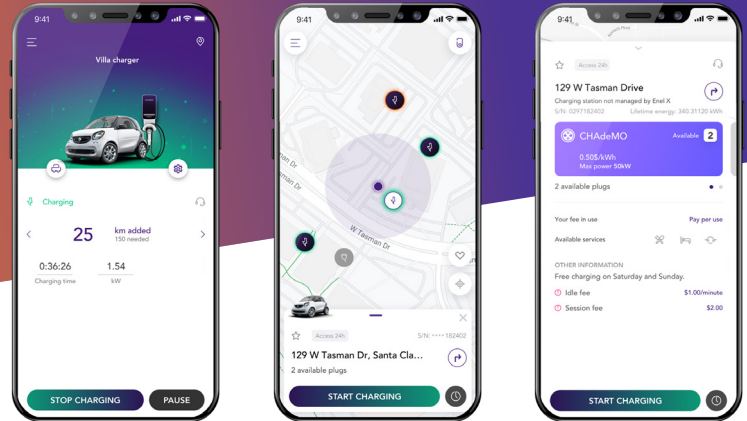 9:41
Villa charger
Charging
25
km added
150 needed
0:36:26
Charging time
1.54
kW
STOP CHARGING
PAUSE
9:41
W Tasman Dr
START CHARGING
Access 24h
S/N: •••• 182402
129 W Tasman Dr, Santa Cla...
2 available plugs
9:41
Access 24h
129 W Tasman Drive
Charging station not managed by Enel X
S/N: 0297182402
Lifetime energy: 340.31120 kWh
CHAdeMO
Available 2
0.50$/kWh
Max power 50kW
2 available plugs
Your fee in use
Pay per use
Available services
OTHER INFORMATION
Free charging on Saturday and Sunday.
Idle fee
$1.00/minute
Session fee
$2.00
START CHARGING